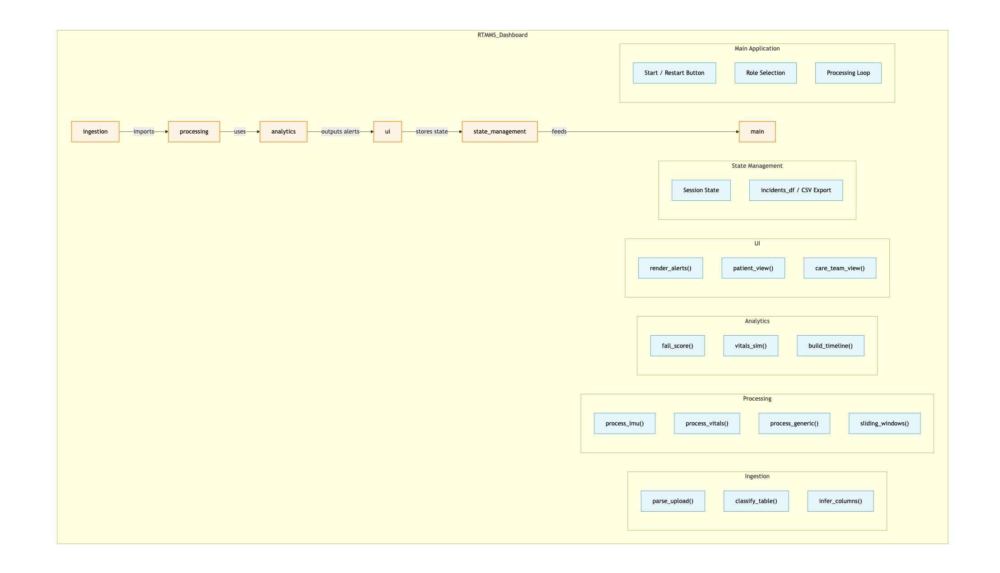 RTMMS_Dashboard
Main Application
Start / Restart Button
Role Selection
Processing Loop
ingestion
imports
processing
uses
analytics
outputs alerts
ui
stores state
state_management
feeds
main
State Management
Session State
incidents_df / CSV Export
UI
render_alerts()
patient_view()
care_team_view()
Analytics
fall_score()
vitals_sim()
build_timeline()
Processing
process_imu()
process_vitals()
process_generic()
sliding_windows()
Ingestion
parse_upload()
classify_table()
infer_columns()